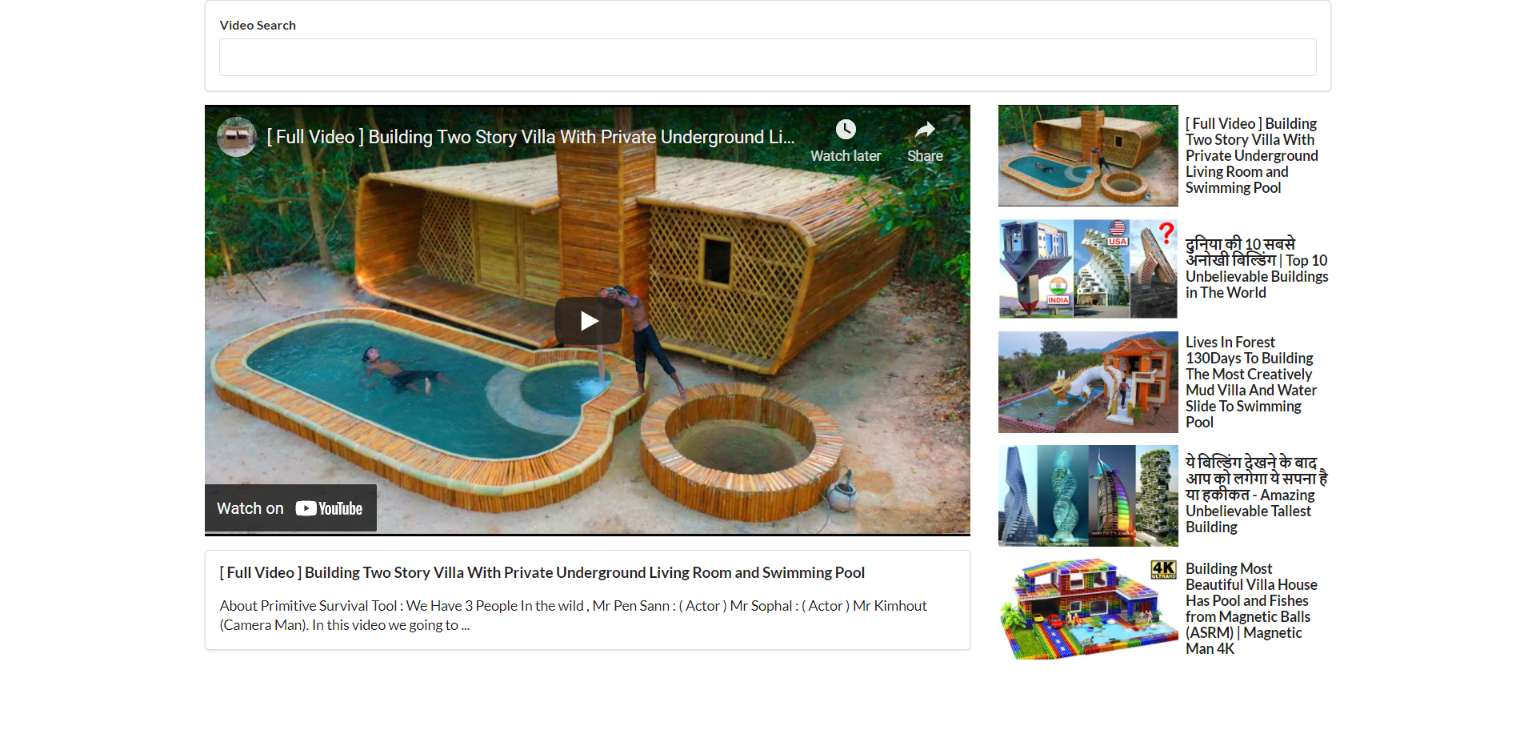 Video Search
[ Full Video ] Building Two Story Villa With Private Underground Li...
Watch later
Share
Watch on YouTube
[ Full Video ] Building Two Story Villa With Private Underground Living Room and Swimming Pool
About Primitive Survival Tool : We Have 3 People In the wild , Mr Pen Sann : ( Actor ) Mr Sophal : ( Actor ) Mr Kimhout
(Camera Man). In this video we going to ...
[ Full Video ] Building
Two Story Villa With
Private Underground
Living Room and
Swimming Pool
USA
?
INDIA
दुनिया की 10 सबसे
अनोखी बिल्डिंग | Top 10
Unbelievable Buildings
in The World
Lives In Forest
130Days To Building
The Most Creatively
Mud Villa And Water
Slide To Swimming
Pool
ये बिल्डिंग देखने के बाद
आप को लगेगा ये सपना है
या हकीकत - Amazing
Unbelievable Tallest
Building
4K
ULTRA HD
Building Most
Beautiful Villa House
Has Pool and Fishes
from Magnetic Balls
(ASRM) | Magnetic
Man 4K